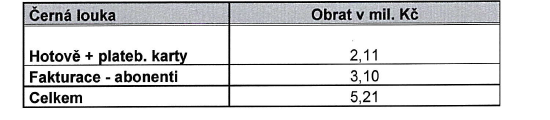 Černá louka Obrat v mil. Kč
Hotově + plateb. karty 2,11
Fakturace - abonenti 3,10
Celkem 5,21